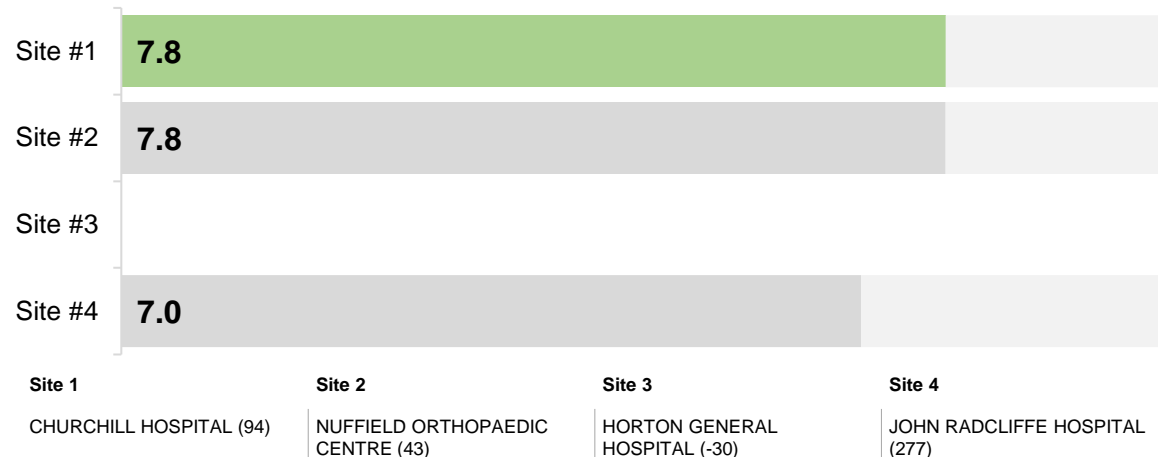 Site #1 7.8
Site #2 7.8
Site #3
Site #4 7.0
Site 1 Site 2 Site 3 Site 4
CHURCHILL HOSPITAL (94)
NUFFIELD ORTHOPAEDIC
CENTRE (43)
HORTON GENERAL
HOSPITAL (-30)
JOHN RADCLIFFE HOSPITAL
(277)